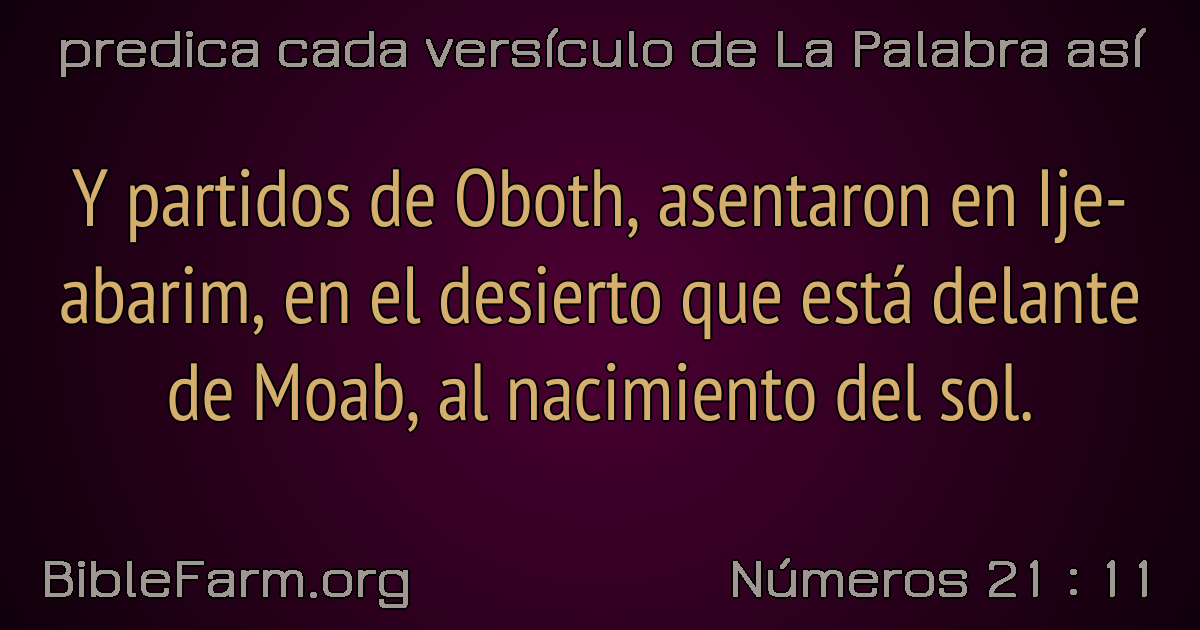 predica cada versículo de La Palabra así
Y partidos de Oboth, asentaron en Ije-
abarim, en el desierto que está delante
de Moab, al nacimiento del sol.
BibleFarm.org
Números 21 : 11